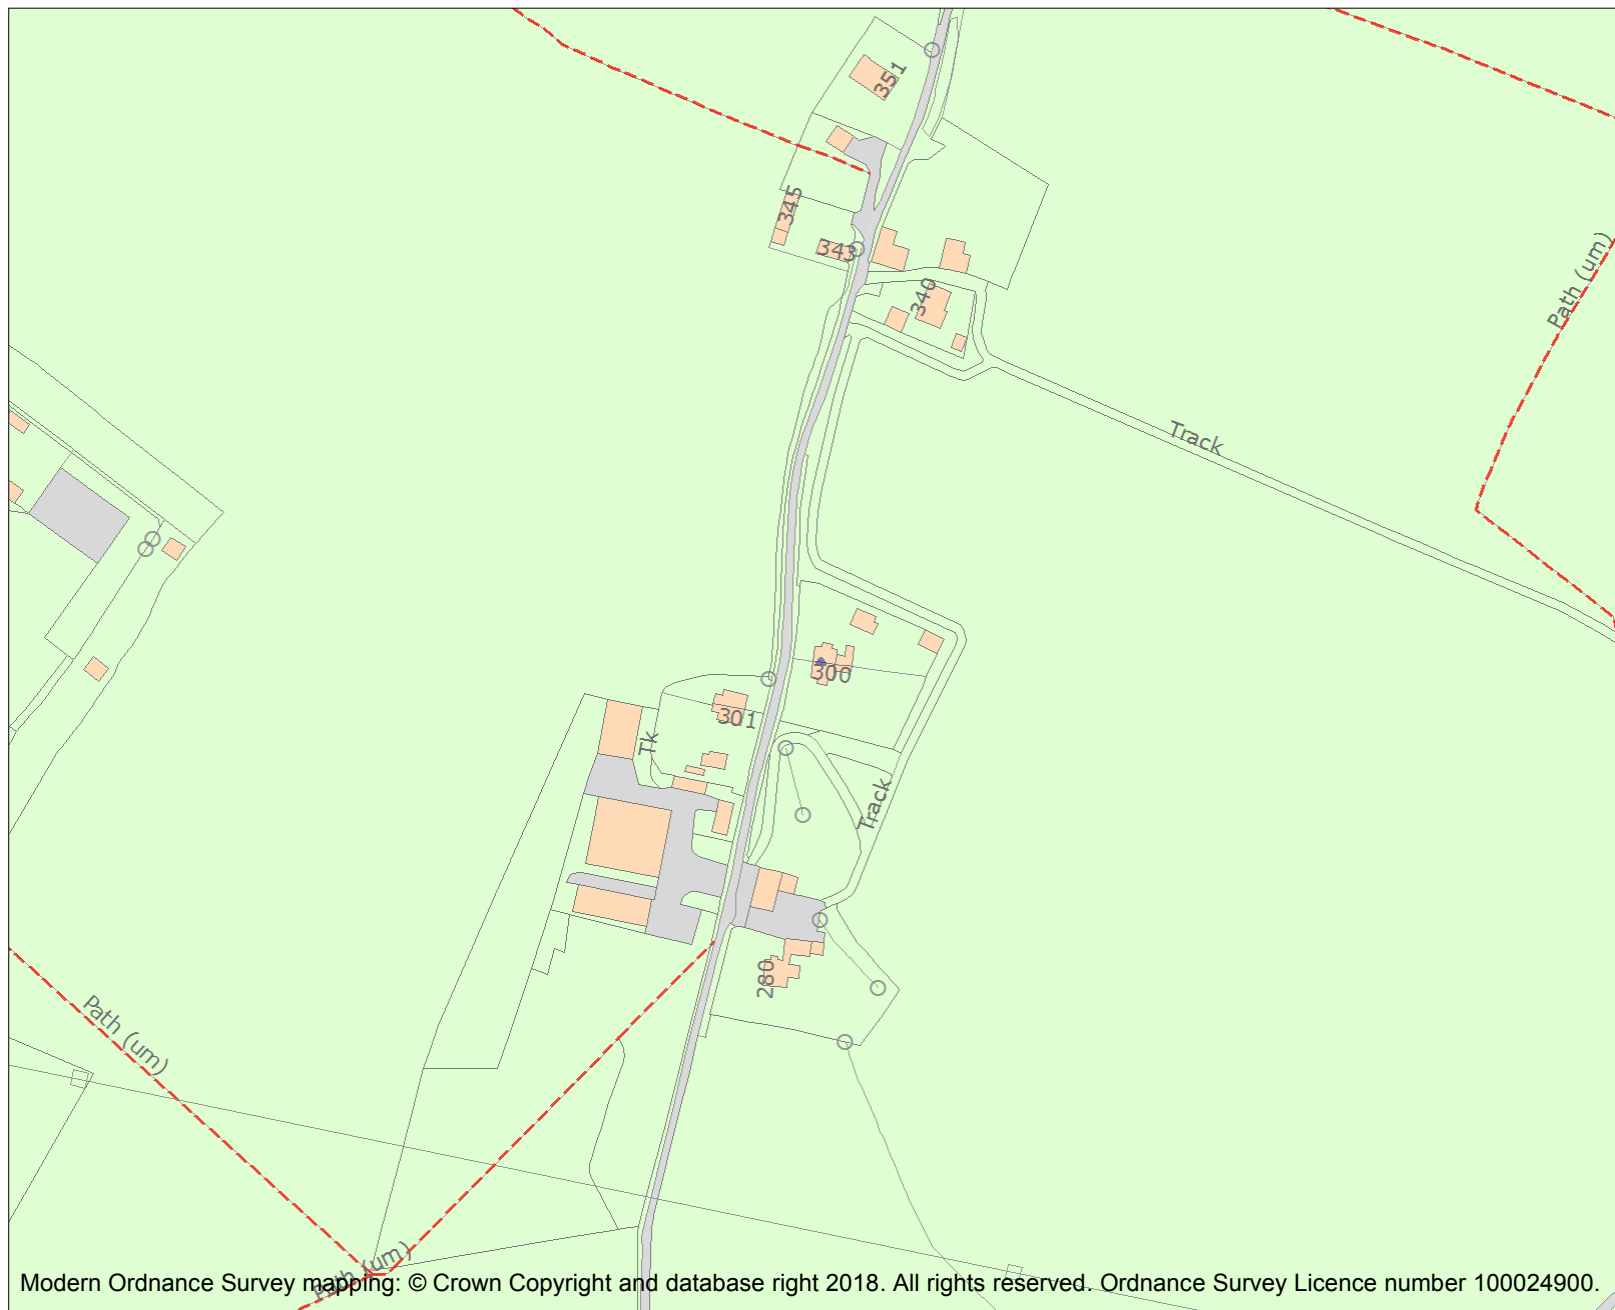 351
345
343
340
Path (um)
Track
300
301
Tk
Track
280
Path (um)
Path (um)
Modern Ordnance Survey mapping: © Crown Copyright and database right 2018. All rights reserved. Ordnance Survey Licence number 100024900.